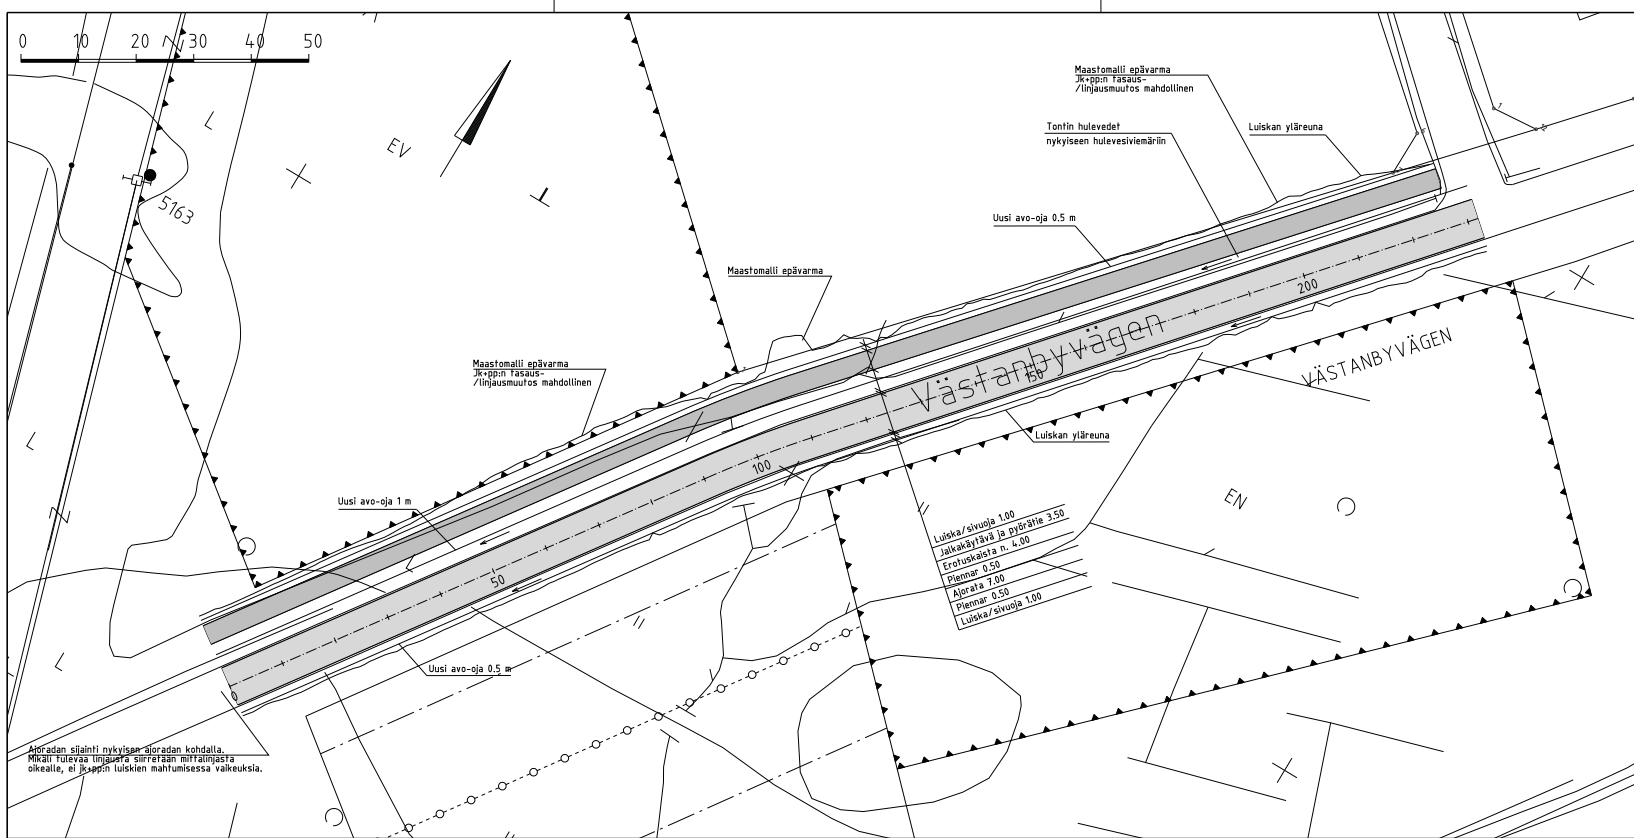 0 10 20 30 40 50
EV
5163
Maastomalli epävarma
Jk+pp:n tasaus-
/linjausmuutos mahdollinen
Tontin hulevedet
nykyiseen hulevesiviemäriin
Luiskan yläreuna
Uusi avo-oja 0.5 m
Maastomalli epävarma
200
Västanbyvägen
150
VÄSTANBYVÄGEN
Maastomalli epävarma
Jk+pp:n tasaus-
/linjausmuutos mahdollinen
Luiskan yläreuna
100
EN
Uusi avo-oja 1 m
50
Luiska/sivuoja 1.00
Jalkakäytävä ja pyörätie 3.50
Erotuskaista n. 4.00
Piennar 0.50
Ajorata 7.00
Piennar 0.50
Luiska/sivuoja 1.00
Uusi avo-oja 0.5 m
0
Ajoradan sijainti nykyisen ajoradan kohdalla.
Mikäli tulevaa linjausta siirretään mittalinjasta
oikealle, ei jk+pp:n luiskien mahtumisessa vaikeuksia.